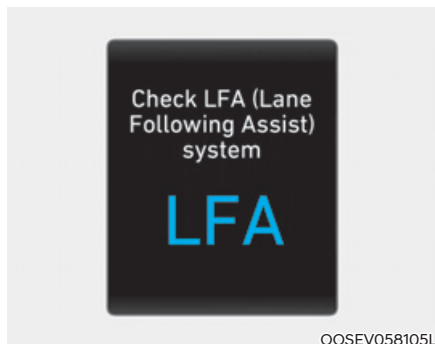 Check LFA (Lane
Following Assist)
system
LFA
OOSEV058105L